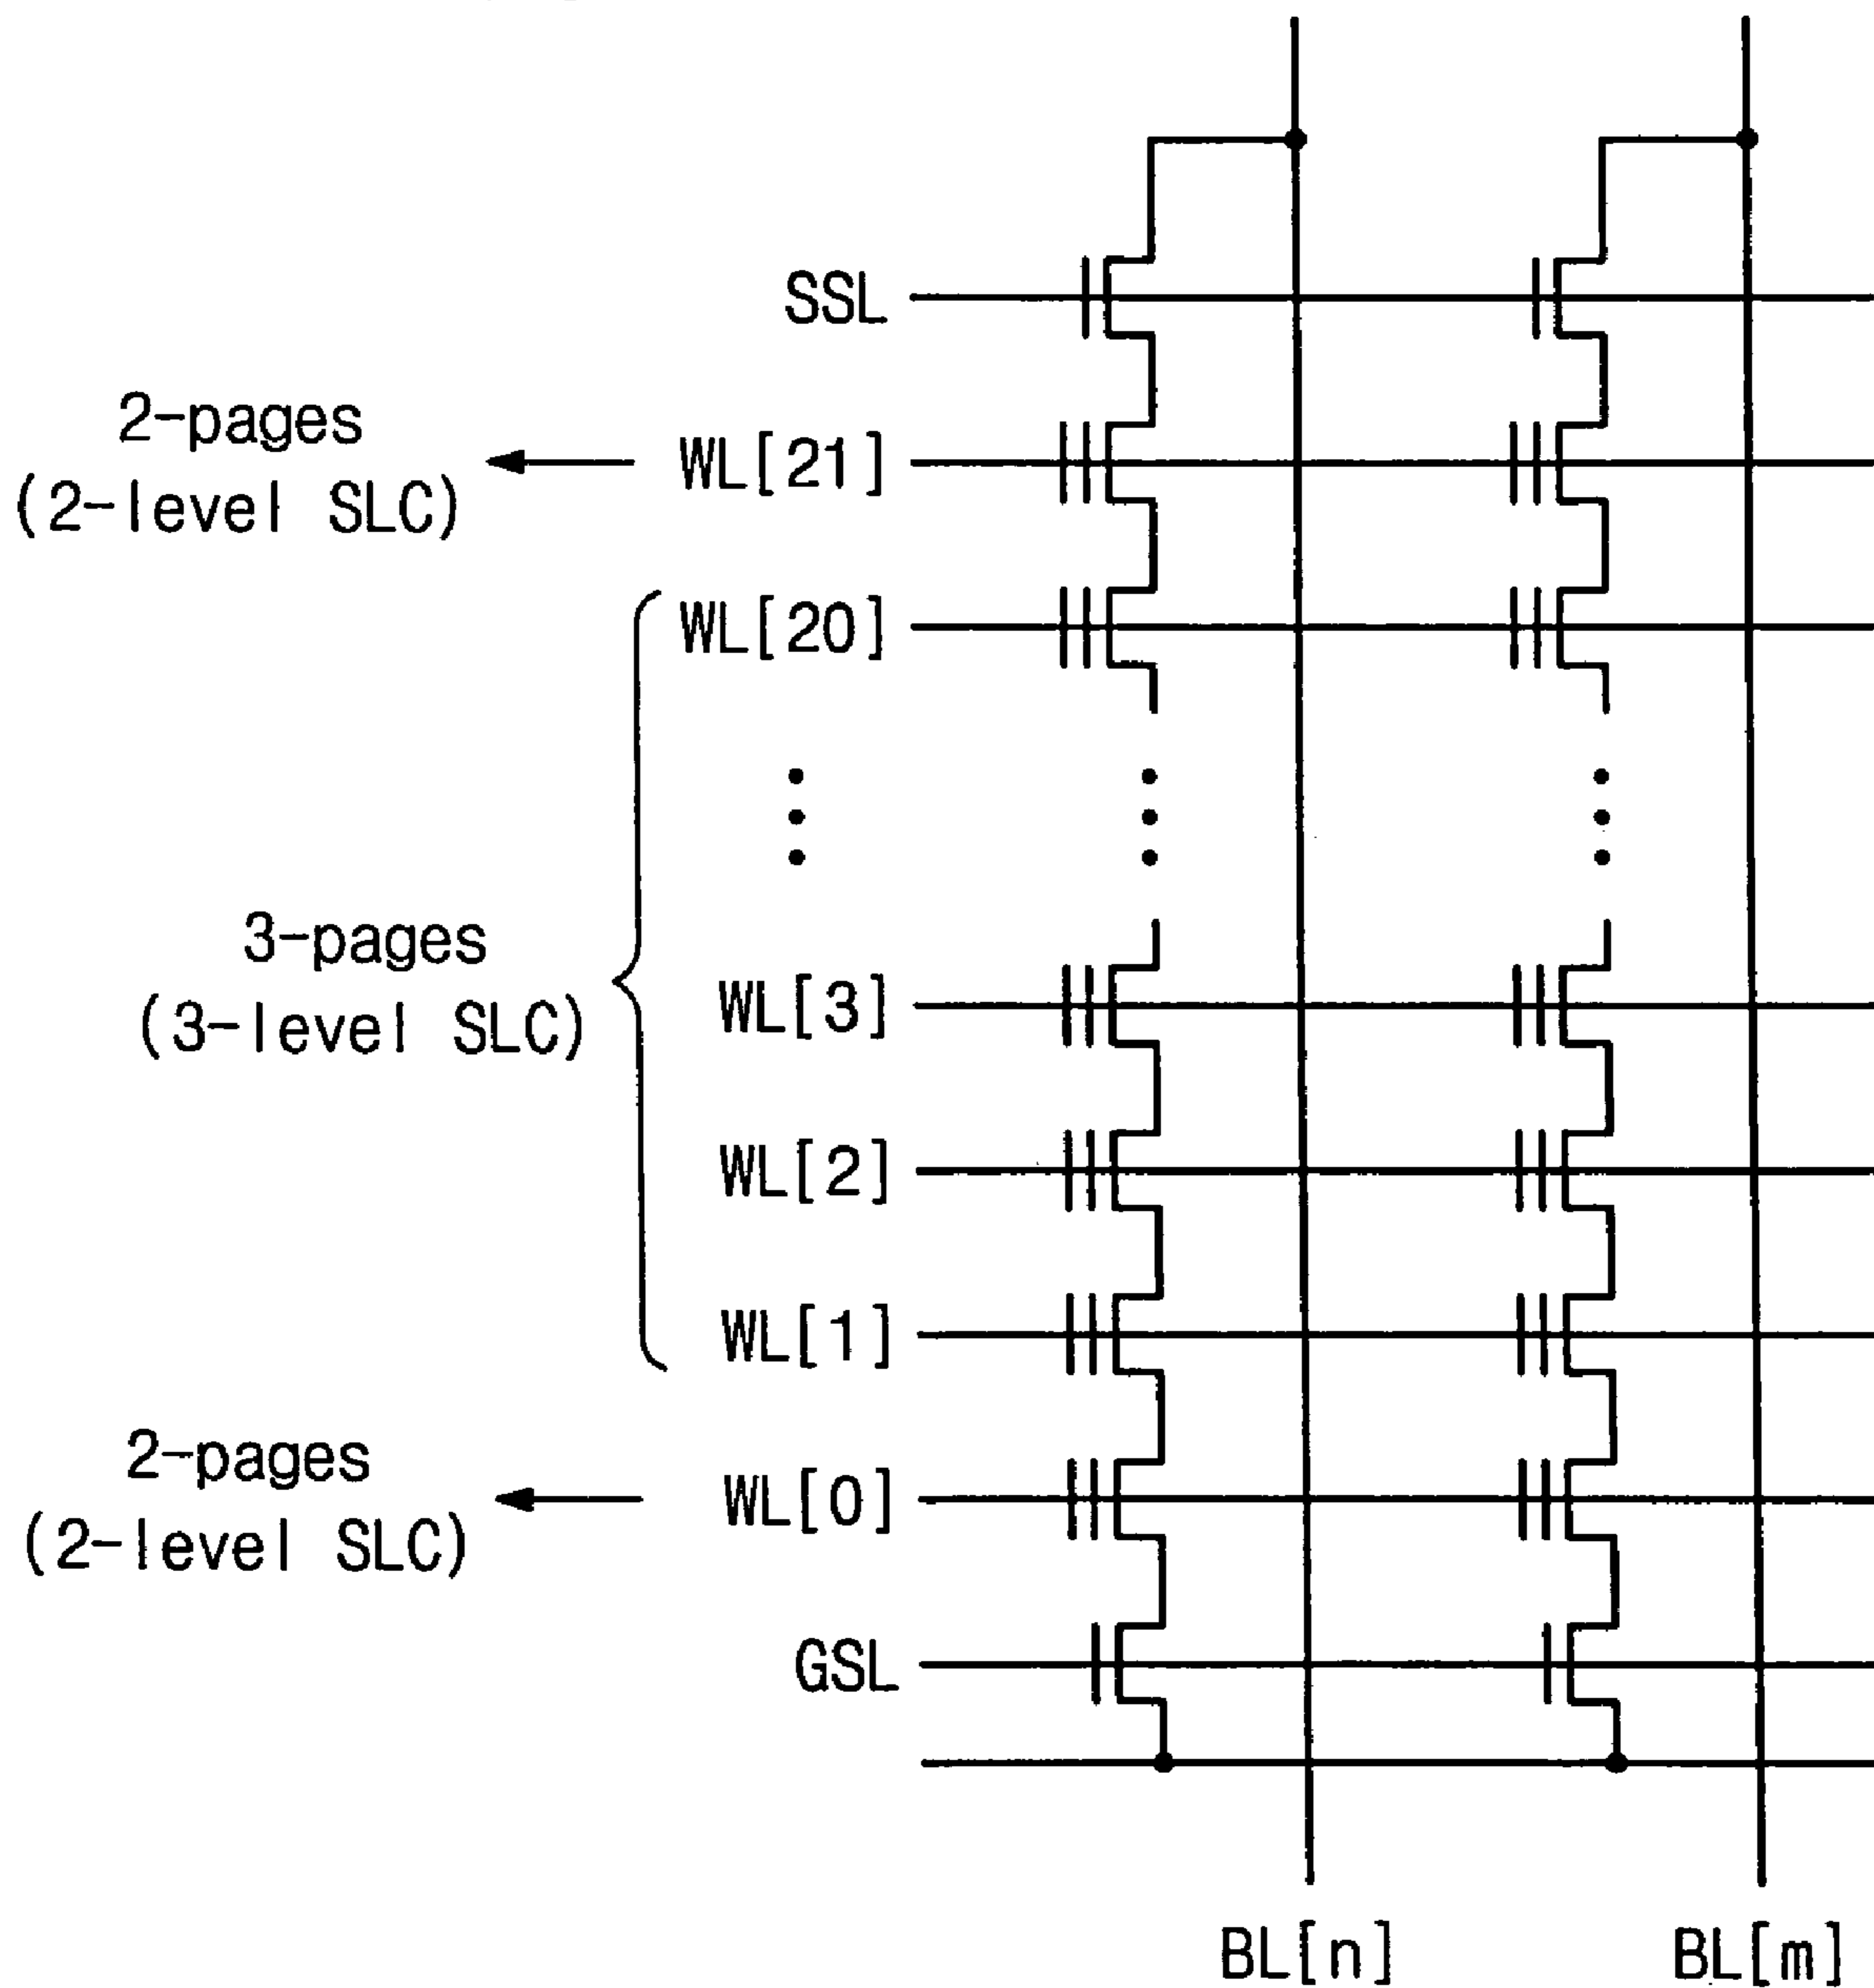 SSL
2-pages
(2-level SLC)
WL[21]
WL[20]
3-pages
(3-level SLC)
WL[3]
WL[2]
WL[1]
2-pages
(2-level SLC)
WL[0]
GSL
BL[n]
BL[m]